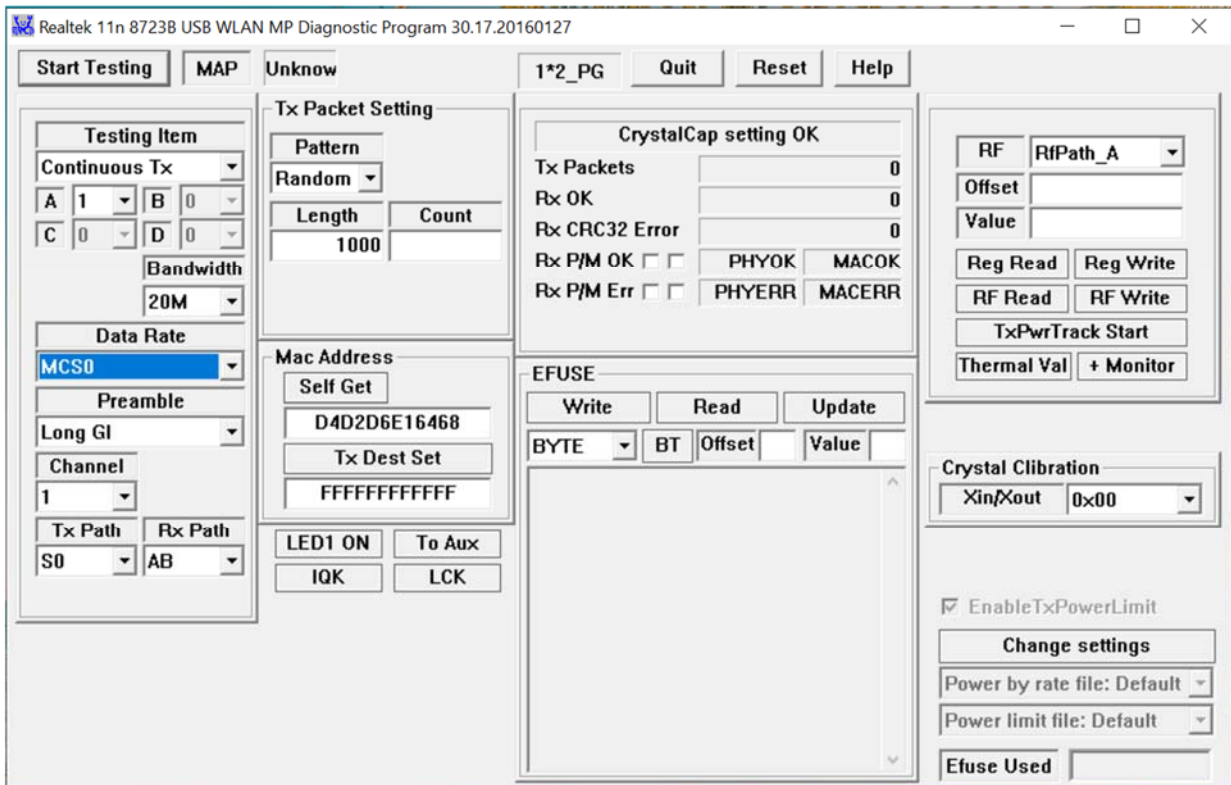 Realtek 11n 8723B USB WLAN MP Diagnostic Program 30.17.20160127
Start Testing MAP Unknow 1*2_PG Quit Reset Help
Testing Item
Continuous Tx
A 1 B 0
C 0 D 0
Bandwidth
20M
Data Rate
MCS0
Preamble
Long GI
Channel
1
Tx Path Rx Path
S0 AB
Tx Packet Setting
Pattern
Random
Length Count
1000
Mac Address
Self Get
D4D2D6E16468
Tx Dest Set
FFFFFFFFFFFF
LED1 ON To Aux
IQK LCK
CrystalCap setting OK
Tx Packets 0
Rx OK 0
Rx CRC32 Error 0
Rx P/M OK PHYOK MACOK
Rx P/M Err PHYERR MACERR
EFUSE
Write Read Update
BYTE BT Offset Value
RF RfPath_A
Offset
Value
Reg Read Reg Write
RF Read RF Write
TxPwrTrack Start
Thermal Val + Monitor
Crystal Clibration
Xin/Xout 0x00
EnableTxPowerLimit
Change settings
Power by rate file: Default
Power limit file: Default
Efuse Used